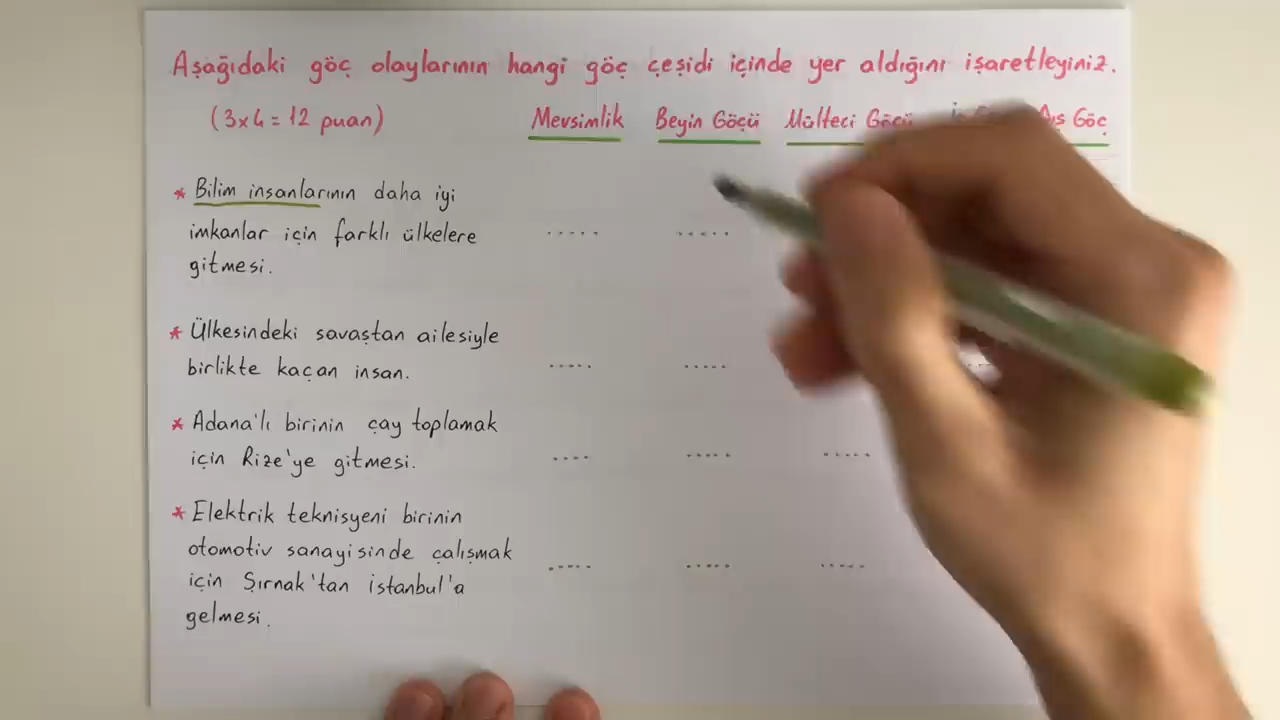 Aşağıdaki göç olaylarının hangi göç çeşidi içinde yer aldığını işaretleyiniz.
(3x4 = 12 puan) Mevsimlik Beyin Göçü Mülteci Göçü Göç
* Bilim insanlarının daha iyi
imkanlar için farklı ülkelere ..... .....
gitmesi.
* Ülkesindeki savaştan ailesiyle
birlikte kaçan insan. ..... .....
* Adana'lı birinin çay toplamak
için Rize'ye gitmesi. ..... ..... .....
* Elektrik teknisyeni birinin
otomotiv sanayisinde çalışmak
için Şırnak'tan istanbul'a ..... ..... .....
gelmesi.